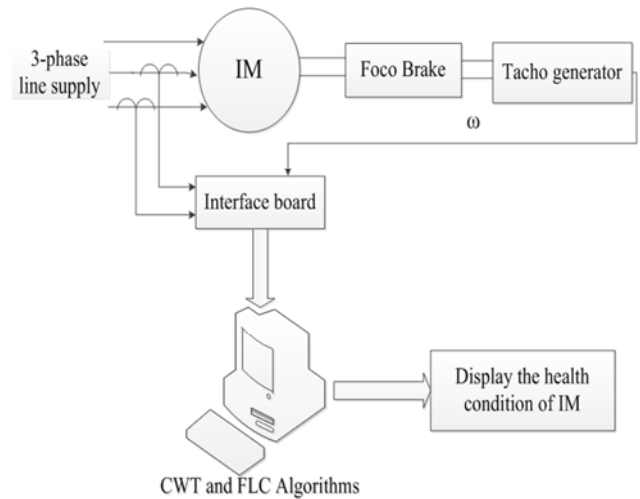 3-phase
line supply
IM
Foco Brake
Tacho generator
ω
Interface board
Display the health
condition of IM
CWT and FLC Algorithms